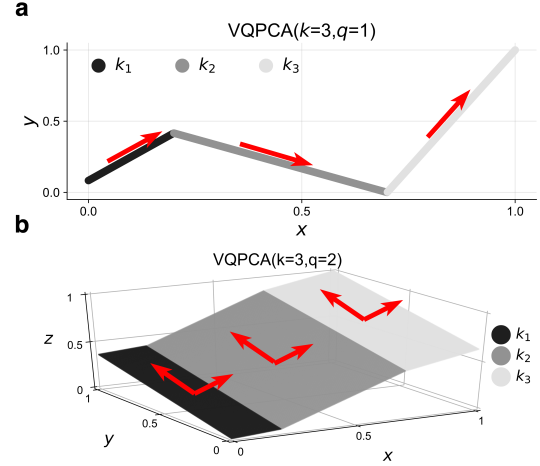 a
VQPCA(k=3,q=1)
1.0
k₁ k₂ k₃
y
0.5
0.0
0.0 0.5 1.0
x
b
VQPCA(k=3,q=2)
1
z
0.5
0
1
y
0.5
0
0
0.5
1
x
k₁
k₂
k₃